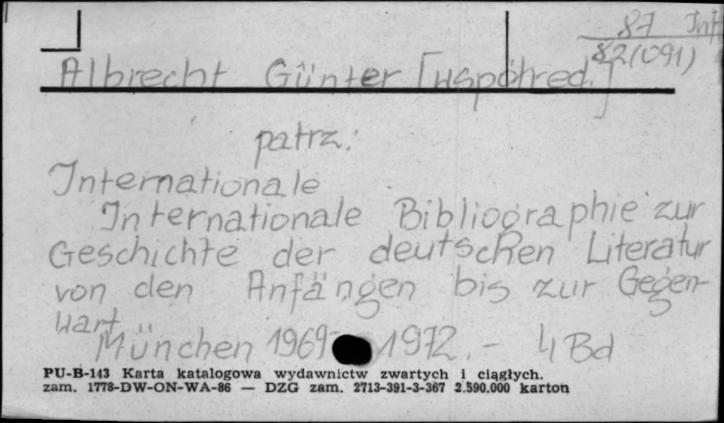 87 Int
82(091)
Albrecht Günter [współred.]
patrz:
Internationale
Internationale Bibliographie zur
Geschichte der deutschen Literatur
von den Anfängen bis zur Gegen-
wart
München 1969-1972.- 4 Bd
PU-B-143 Karta katalogowa wydawnictw zwartych i ciągłych.
zam. 1778-DW-ON-WA-86 — DZG zam. 2713-391-3-367 2.590.000 karton